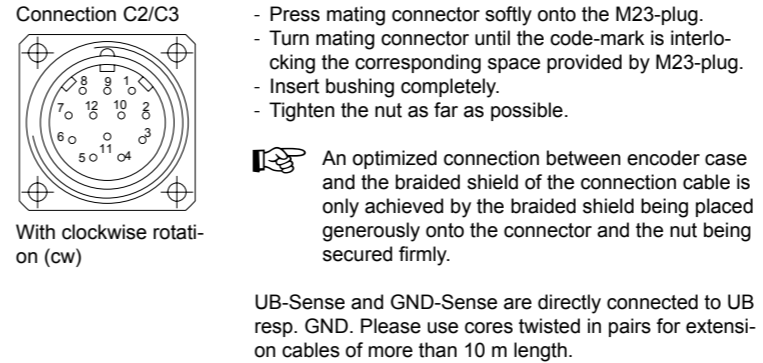 Connection C2/C3
8 9 1
7 12 10 2
6 3
11
5 4
With clockwise rotati-
on (cw)
- Press mating connector softly onto the M23-plug.
- Turn mating connector until the code-mark is interlo-
cking the corresponding space provided by M23-plug.
- Insert bushing completely.
- Tighten the nut as far as possible.
An optimized connection between encoder case
and the braided shield of the connection cable is
only achieved by the braided shield being placed
generously onto the connector and the nut being
secured firmly.
UB-Sense and GND-Sense are directly connected to UB
resp. GND. Please use cores twisted in pairs for extensi-
on cables of more than 10 m length.